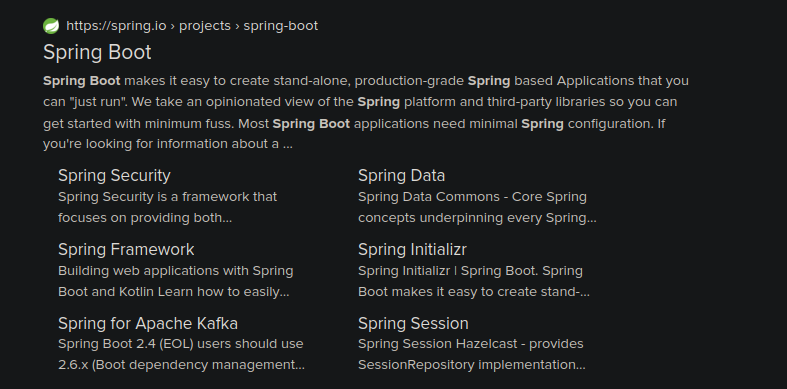 https://spring.io › projects › spring-boot
Spring Boot
Spring Boot makes it easy to create stand-alone, production-grade Spring based Applications that you
can "just run". We take an opinionated view of the Spring platform and third-party libraries so you can
get started with minimum fuss. Most Spring Boot applications need minimal Spring configuration. If
you're looking for information about a ...
Spring Security
Spring Security is a framework that
focuses on providing both...
Spring Data
Spring Data Commons - Core Spring
concepts underpinning every Spring...
Spring Framework
Building web applications with Spring
Boot and Kotlin Learn how to easily...
Spring Initializr
Spring Initializr | Spring Boot. Spring
Boot makes it easy to create stand-...
Spring for Apache Kafka
Spring Boot 2.4 (EOL) users should use
2.6.x (Boot dependency management...
Spring Session
Spring Session Hazelcast - provides
SessionRepository implementation...